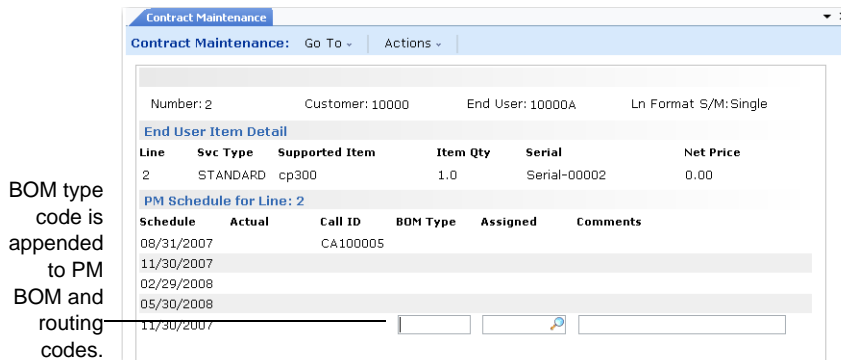 Contract Maintenance
Contract Maintenance: Go To Actions
Number: 2 Customer: 10000 End User: 10000A Ln Format S/M: Single
End User Item Detail
Line Svc Type Supported Item Item Qty Serial Net Price
2 STANDARD cp300 1.0 Serial-00002 0.00
PM Schedule for Line: 2
Schedule Actual Call ID BOM Type Assigned Comments
08/31/2007 CA100005
11/30/2007
02/29/2008
05/30/2008
11/30/2007
BOM type
code is
appended
to PM
BOM and
routing
codes.